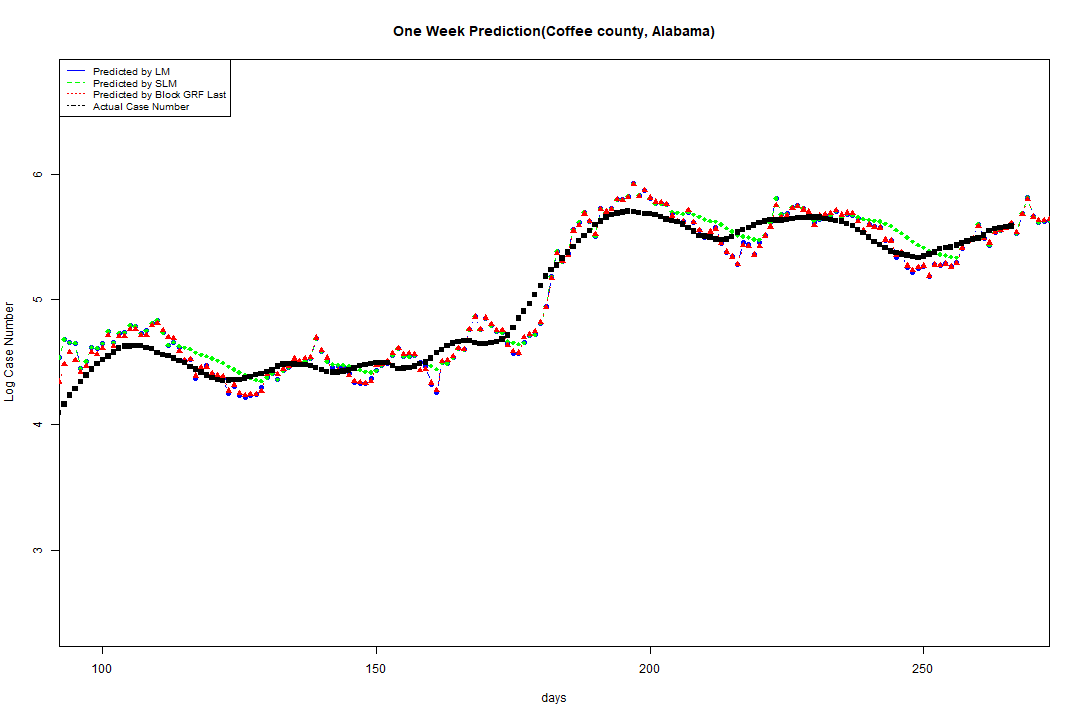 One Week Prediction(Coffee county, Alabama)
Predicted by LM
Predicted by SLM
Predicted by Block GRF Last
Actual Case Number
6
5
4
3
Log Case Number
100 150 200 250
days